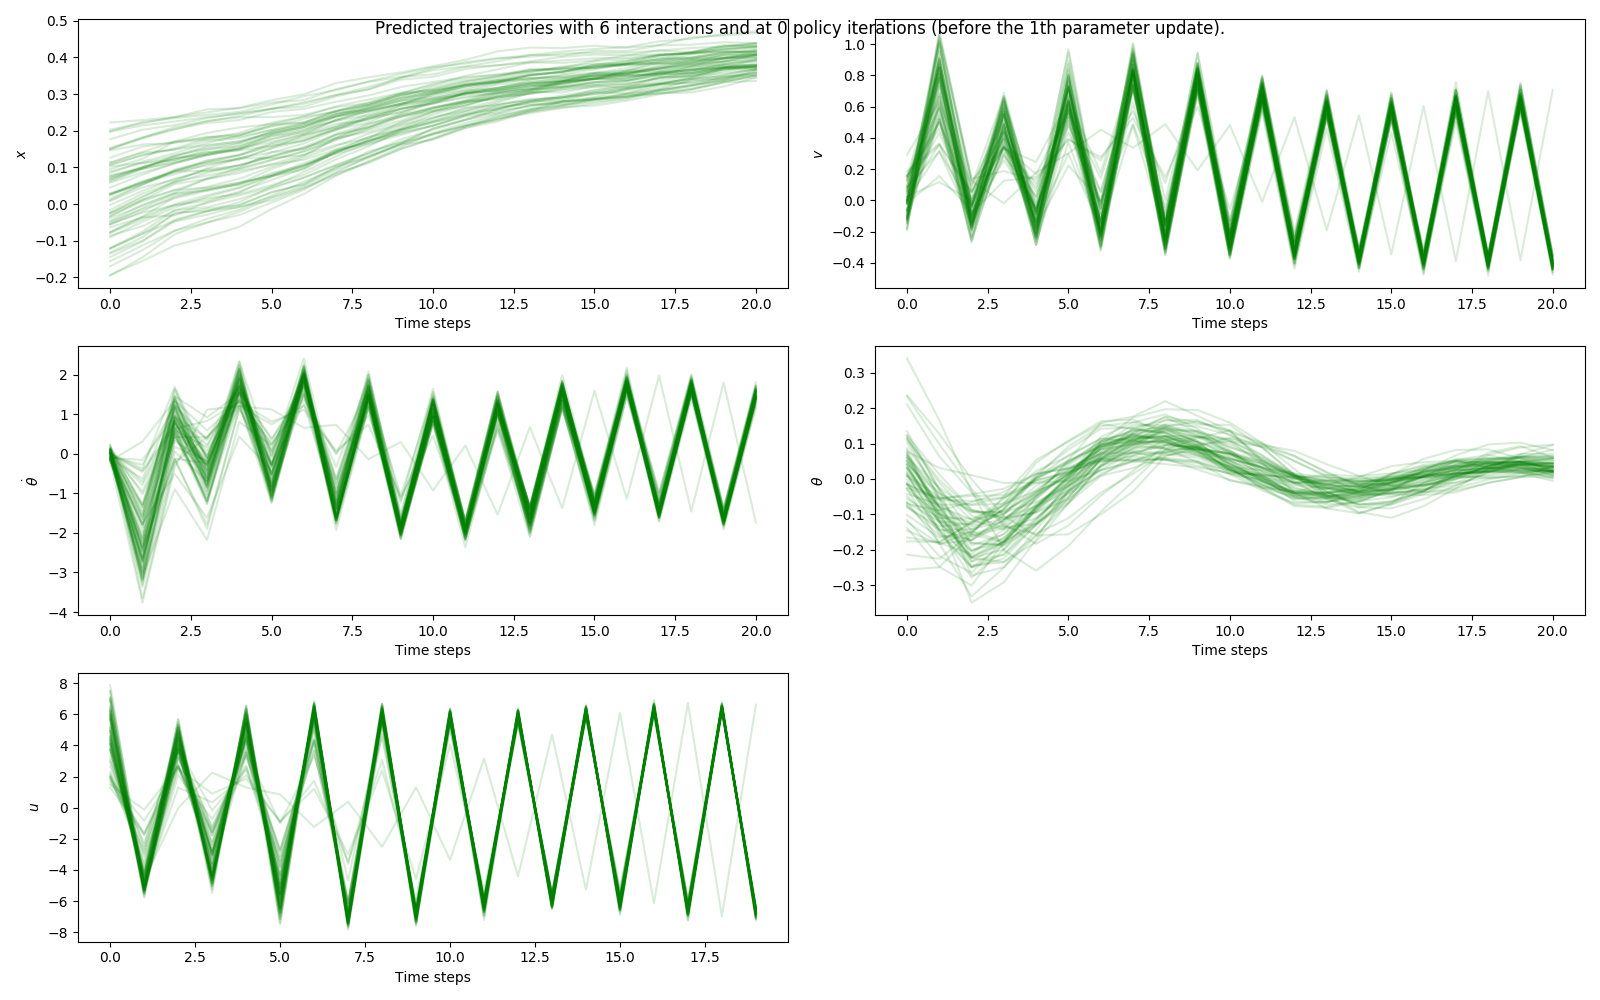 Predicted trajectories with 6 interactions and at 0 policy iterations (before the 1th parameter update).
0.5
0.4
0.3
0.2
0.1
0.0
−0.1
−0.2
x
0.0 2.5 5.0 7.5 10.0 12.5 15.0 17.5 20.0
Time steps
1.0
0.8
0.6
0.4
0.2
0.0
−0.2
−0.4
v
0.0 2.5 5.0 7.5 10.0 12.5 15.0 17.5 20.0
Time steps
2
1
0
−1
−2
−3
−4
θ̇
0.0 2.5 5.0 7.5 10.0 12.5 15.0 17.5 20.0
Time steps
0.3
0.2
0.1
0.0
−0.1
−0.2
−0.3
θ
0.0 2.5 5.0 7.5 10.0 12.5 15.0 17.5 20.0
Time steps
8
6
4
2
0
−2
−4
−6
−8
u
0.0 2.5 5.0 7.5 10.0 12.5 15.0 17.5
Time steps